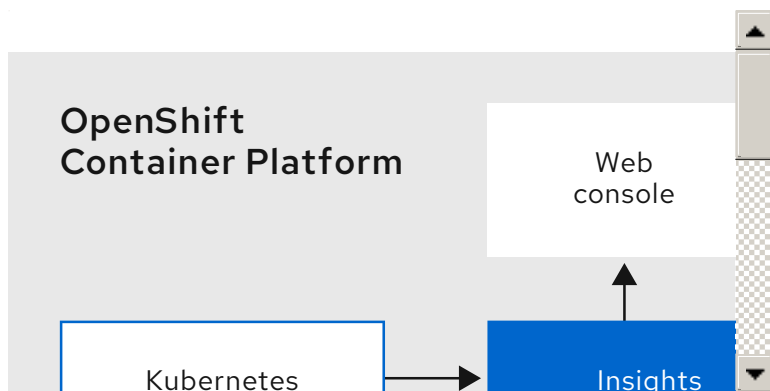 OpenShift
Container Platform
Web
console
Kubernetes
Insights